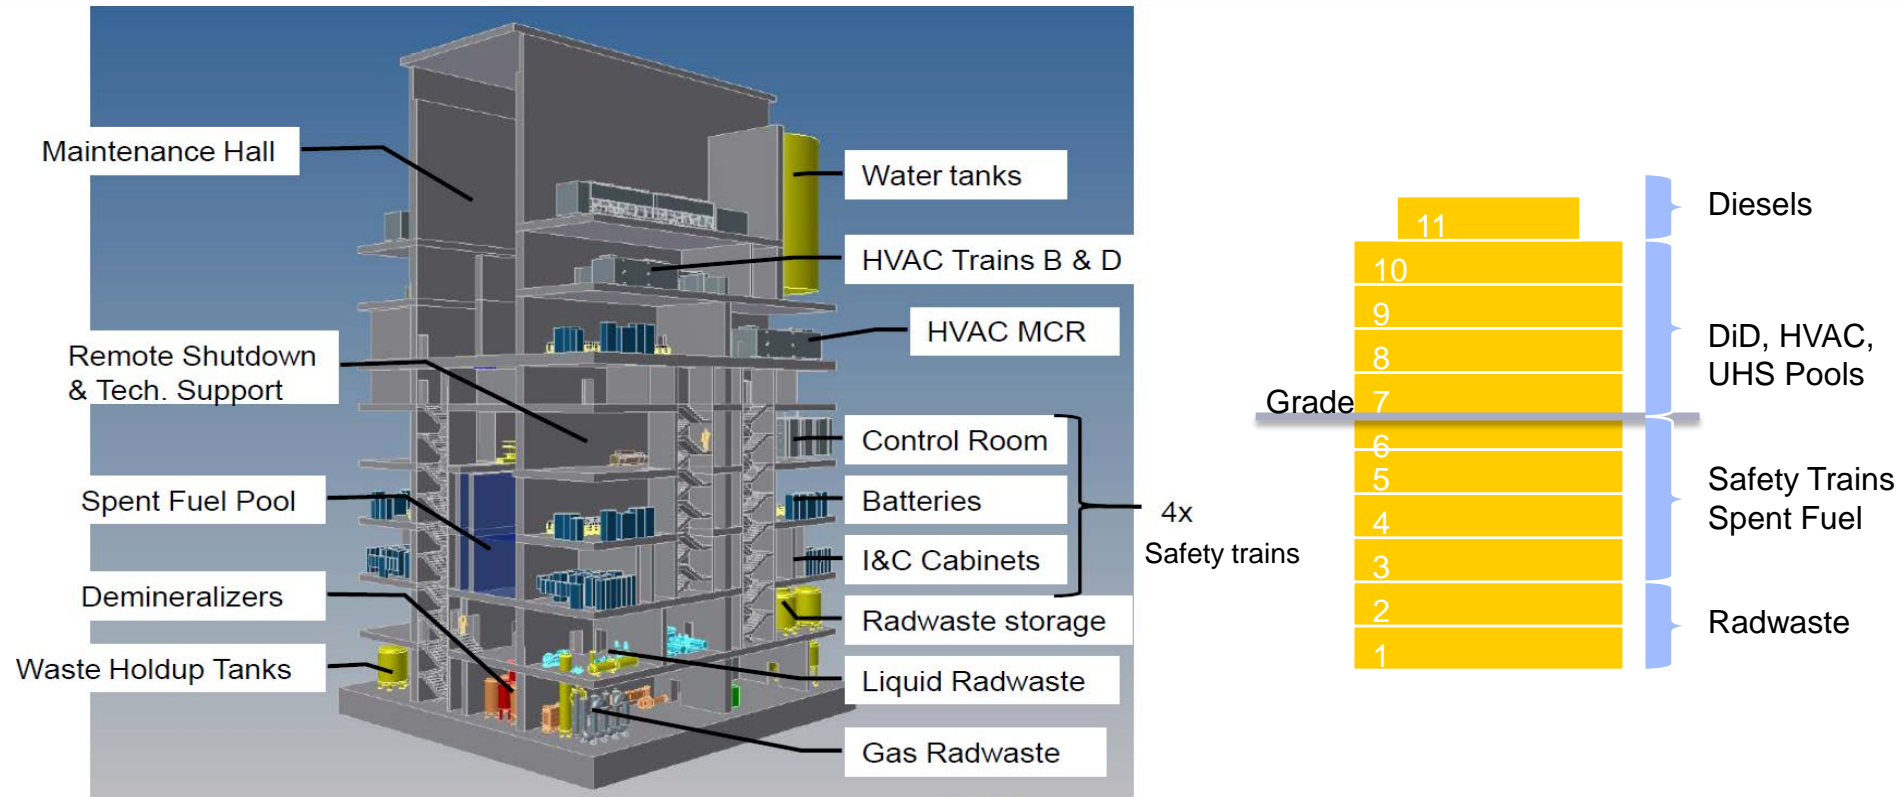 Maintenance Hall
Remote Shutdown
& Tech. Support
Spent Fuel Pool
Demineralizers
Waste Holdup Tanks
Water tanks
HVAC Trains B & D
HVAC MCR
Control Room
Batteries
I&C Cabinets
Radwaste storage
Liquid Radwaste
Gas Radwaste
4x
Safety trains
Grade
11
10
9
8
7
6
5
4
3
2
1
Diesels
DiD, HVAC,
UHS Pools
Safety Trains
Spent Fuel
Radwaste